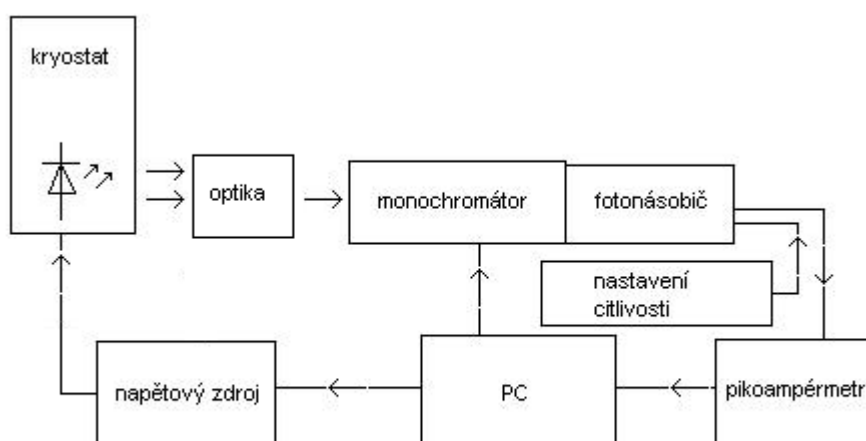 kryostat
optika
monochromátor
fotonásobič
nastavení
citlivosti
napětový zdroj
PC
pikoampérmetr